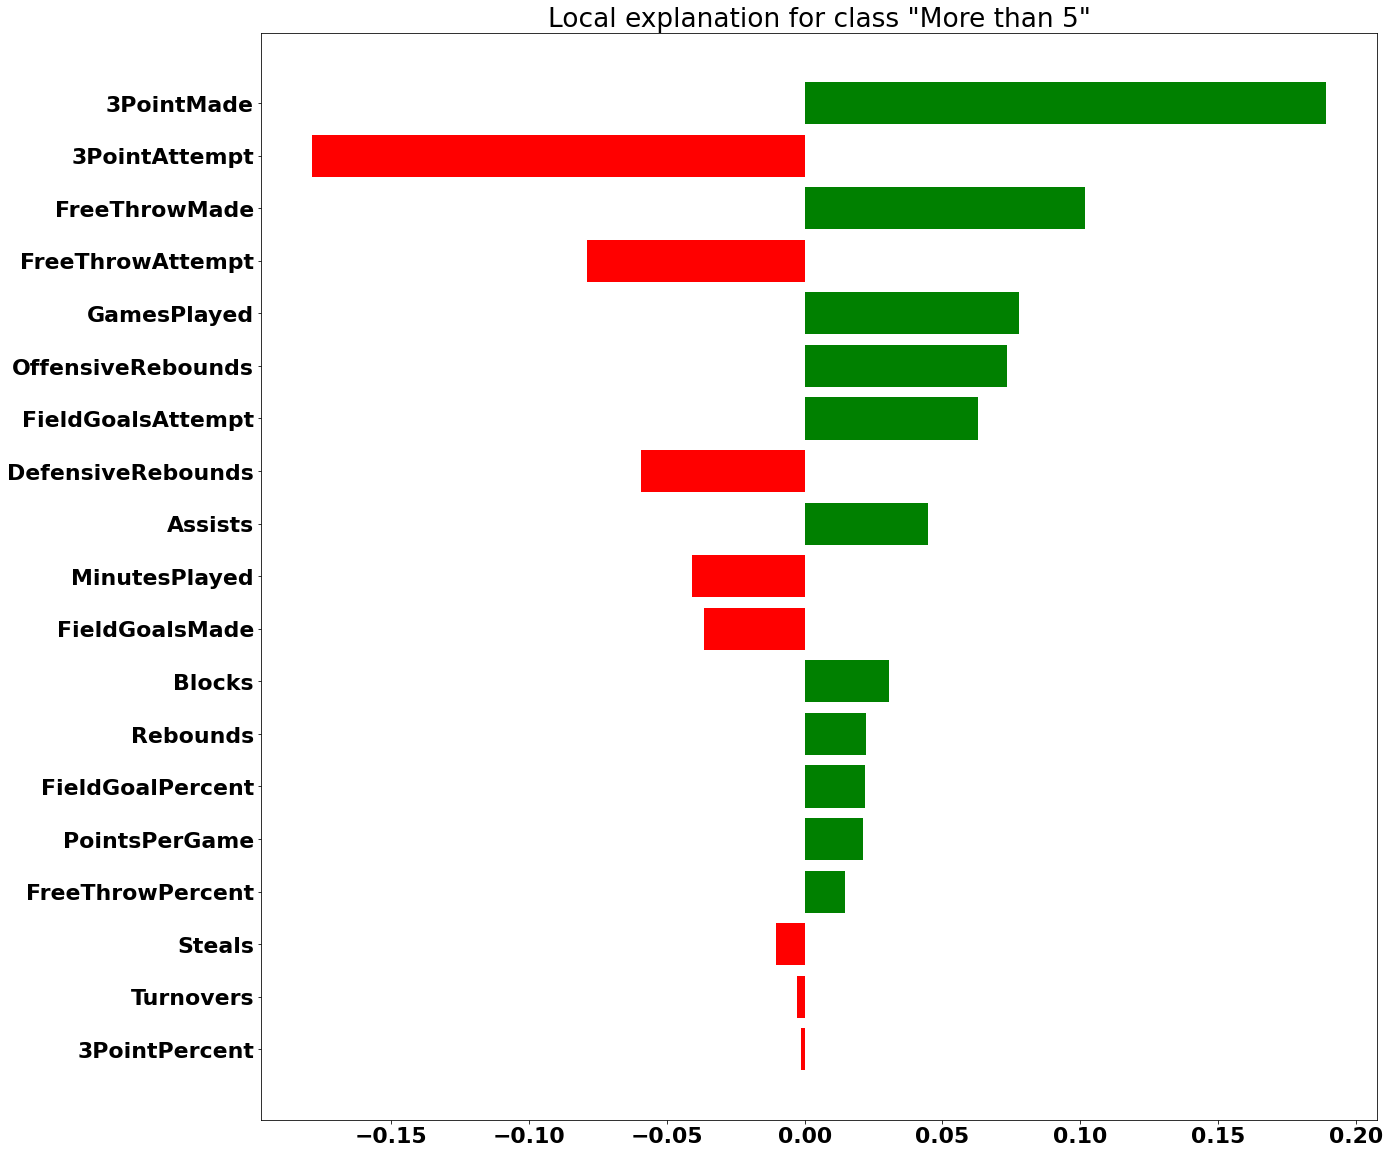 Local explanation for class "More than 5"
3PointMade
3PointAttempt
FreeThrowMade
FreeThrowAttempt
GamesPlayed
OffensiveRebounds
FieldGoalsAttempt
DefensiveRebounds
Assists
MinutesPlayed
FieldGoalsMade
Blocks
Rebounds
FieldGoalPercent
PointsPerGame
FreeThrowPercent
Steals
Turnovers
3PointPercent
−0.15 −0.10 −0.05 0.00 0.05 0.10 0.15 0.20